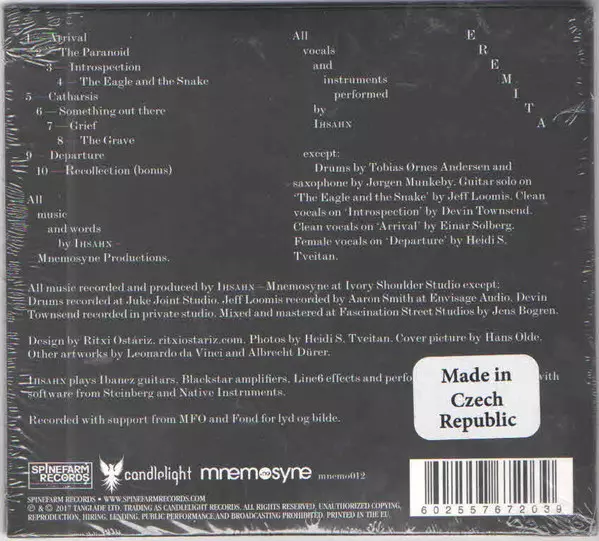 1—Arrival
2—The Paranoid
3—Introspection
4—The Eagle and the Snake
5—Catharsis
6—Something out there
7—Grief
8—The Grave
9—Departure
10—Recollection (bonus)
All
music
and words
by IHSAHN –
Mnemosyne Productions.
All
vocals
and
instruments
performed
by
IHSAHN
EREMITA
except:
Drums by Tobias Ørnes Andersen and
saxophone by Jørgen Munkeby. Guitar solo on
'The Eagle and the Snake' by Jeff Loomis. Clean
vocals on 'Introspection' by Devin Townsend.
Clean vocals on 'Arrival' by Einar Solberg.
Female vocals on 'Departure' by Heidi S.
Tveitan.
All music recorded and produced by IHSAHN – Mnemosyne at Ivory Shoulder Studio except:
Drums recorded at Juke Joint Studio. Jeff Loomis recorded by Aaron Smith at Envisage Audio. Devin
Townsend recorded in private studio. Mixed and mastered at Fascination Street Studios by Jens Bogren.
Design by Ritxi Ostáriz. ritxiostariz.com. Photos by Heidi S. Tveitan. Cover picture by Hans Olde.
Other artworks by Leonardo da Vinci and Albrecht Dürer.
IHSAHN plays Ibanez guitars, Blackstar amplifiers, Line6 effects and perfo with
software from Steinberg and Native Instruments.
Recorded with support from MFO and Fond for lyd og bilde.
Made in
Czech
Republic
SPINEFARM
RECORDS
candlelight
mnemosyne
mnemo012
SPINEFARM RECORDS • WWW.SPINEFARMRECORDS.COM
℗ & © 2017 TANGLADE LTD. TRADING AS CANDLELIGHT RECORDS. UNAUTHORIZED COPYING,
REPRODUCTION, HIRING, LENDING, PUBLIC PERFORMANCE AND BROADCASTING PROHIBITED. PRINTED IN THE EU.
6 02557 67203 9